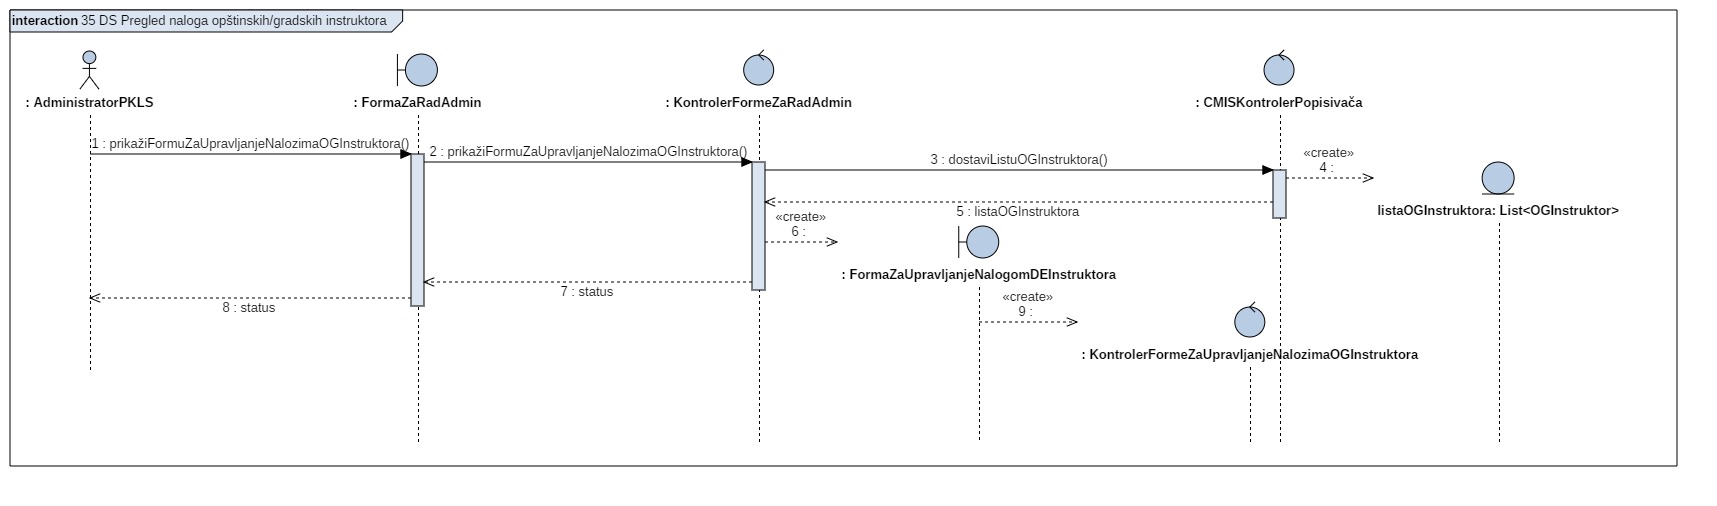 interaction 35 DS Pregled naloga opštinskih/gradskih instruktora
: AdministratorPKLS
: FormaZaRadAdmin
: KontrolerFormeZaRadAdmin
: CMISKontrolerPopisivača
1 : prikažiFormuZaUpravljanjeNalozimaOGInstruktora()
2 : prikažiFormuZaUpravljanjeNalozimaOGInstruktora()
3 : dostaviListuOGInstruktora()
«create»
4 :
listaOGInstruktora: List<OGInstruktor>
5 : listaOGInstruktora
«create»
6 :
: FormaZaUpravljanjeNalogomDEInstruktora
7 : status
8 : status
«create»
9 :
: KontrolerFormeZaUpravljanjeNalozimaOGInstruktora